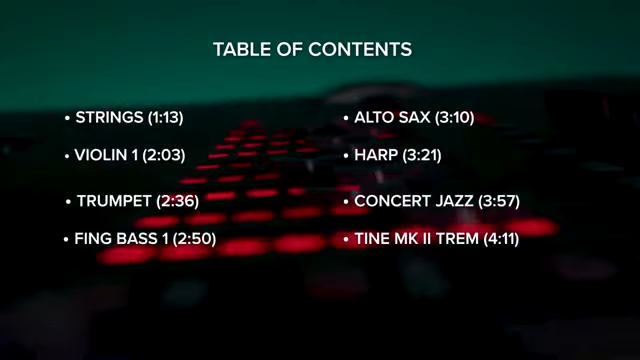 TABLE OF CONTENTS
• STRINGS (1:13)
• VIOLIN 1 (2:03)
• TRUMPET (2:36)
• FING BASS 1 (2:50)
• ALTO SAX (3:10)
• HARP (3:21)
• CONCERT JAZZ (3:57)
• TINE MK II TREM (4:11)